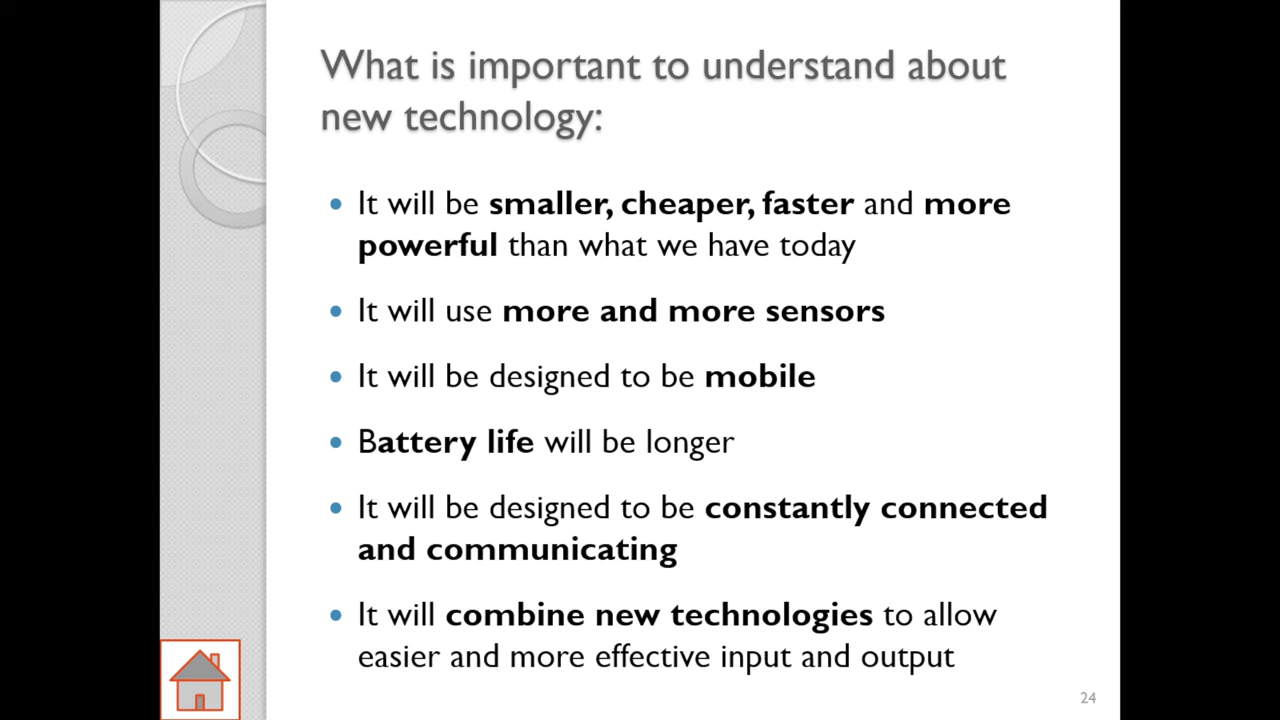 What is important to understand about
new technology:
• It will be smaller, cheaper, faster and more
powerful than what we have today
• It will use more and more sensors
• It will be designed to be mobile
• Battery life will be longer
• It will be designed to be constantly connected
and communicating
• It will combine new technologies to allow
easier and more effective input and output
24